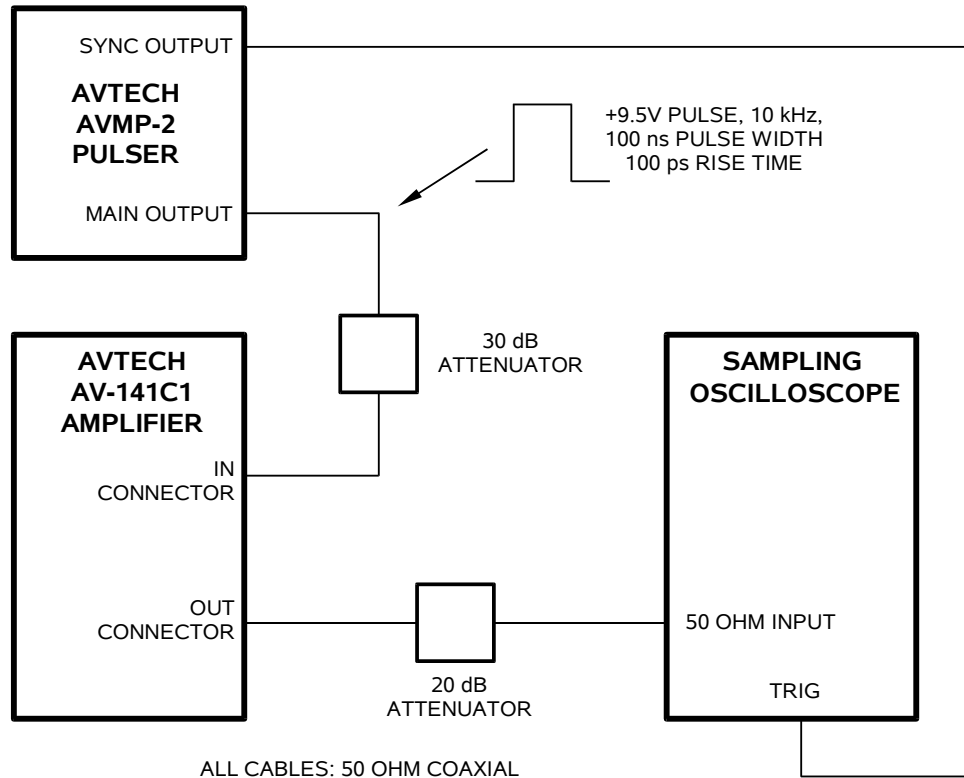 SYNC OUTPUT
AVTECH
AVMP-2
PULSER
MAIN OUTPUT
+9.5V PULSE, 10 kHz,
100 ns PULSE WIDTH
100 ps RISE TIME
30 dB
ATTENUATOR
AVTECH
AV-141C1
AMPLIFIER
IN
CONNECTOR
OUT
CONNECTOR
20 dB
ATTENUATOR
SAMPLING
OSCILLOSCOPE
50 OHM INPUT
TRIG
ALL CABLES: 50 OHM COAXIAL